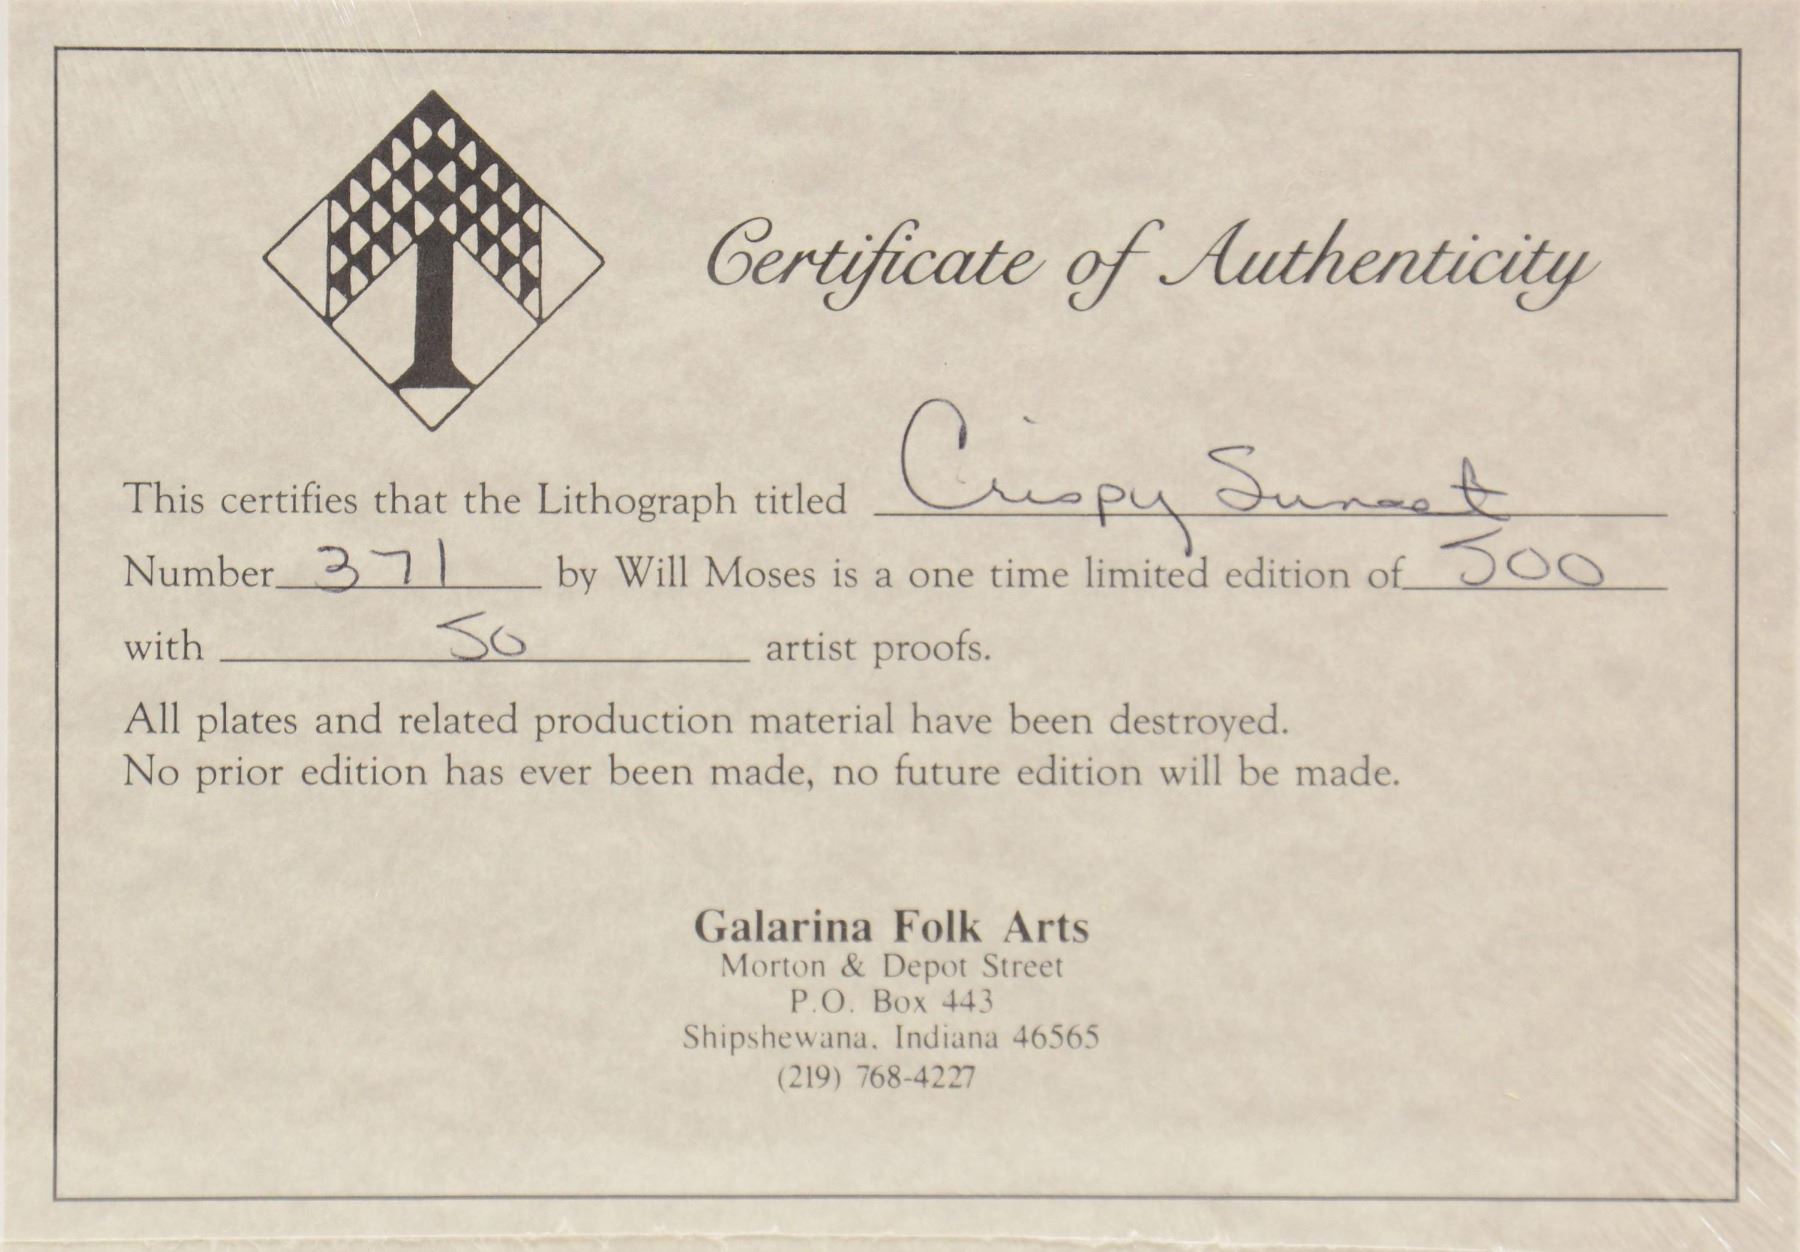 Certificate of Authenticity
This certifies that the Lithograph titled Crispy Sunset
Number 371 by Will Moses is a one time limited edition of 500
with 50 artist proofs.
All plates and related production material have been destroyed.
No prior edition has ever been made, no future edition will be made.
Galarina Folk Arts
Morton & Depot Street
P.O. Box 443
Shipshewana, Indiana 46565
(219) 768-4227